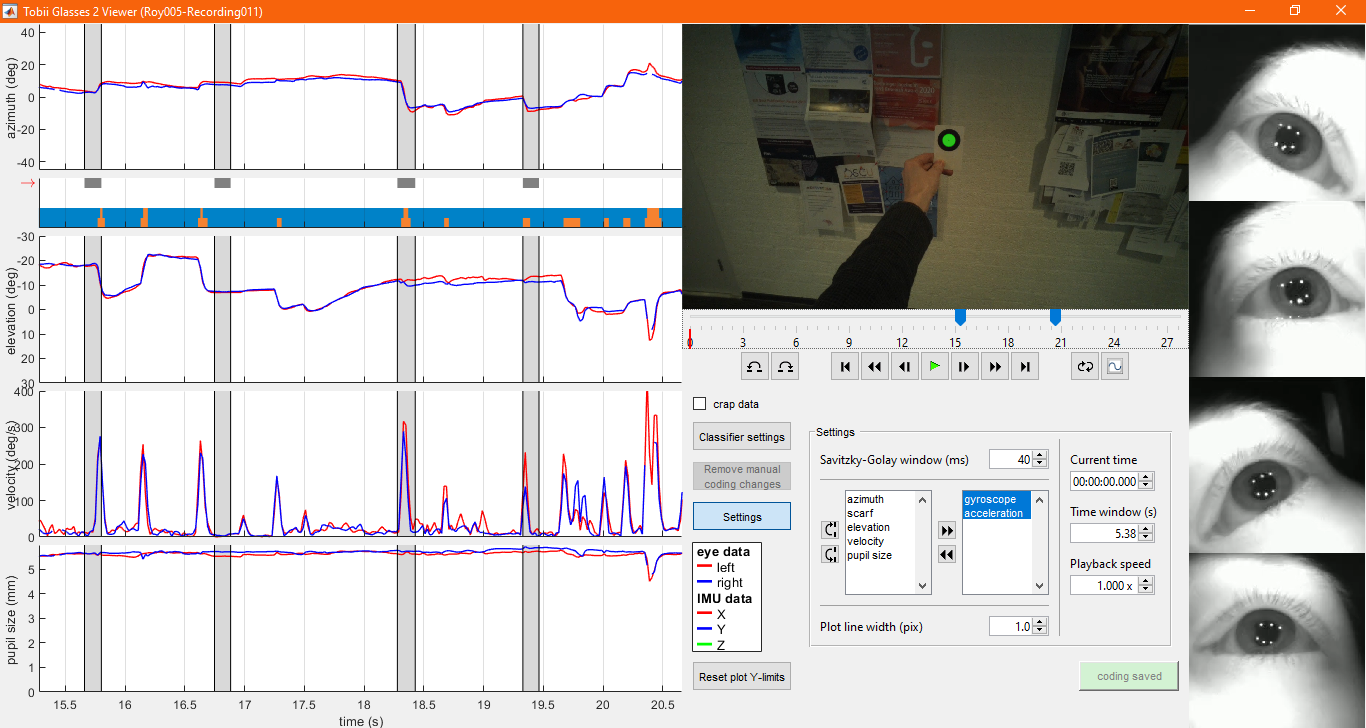 Tobii Glasses 2 Viewer (Roy005-Recording011)
azimuth (deg)
40
20
0
-20
-40
elevation (deg)
-30
-20
-10
0
10
20
30
velocity (deg/s)
400
300
200
100
0
pupil size (mm)
5
4
3
2
1
0
15.5 16 16.5 17 17.5 18 18.5 19 19.5 20 20.5
time (s)
0 3 6 9 12 15 18 21 24 27
crap data
Classifier settings
Remove manual
coding changes
Settings
eye data
left
right
IMU data
X
Y
Z
Reset plot Y-limits
Settings
Savitzky-Golay window (ms) 40
azimuth
scarf
elevation
velocity
pupil size
gyroscope
acceleration
Plot line width (pix) 1.0
Current time
00:00:00.000
Time window (s)
5.38
Playback speed
1.000 x
coding saved